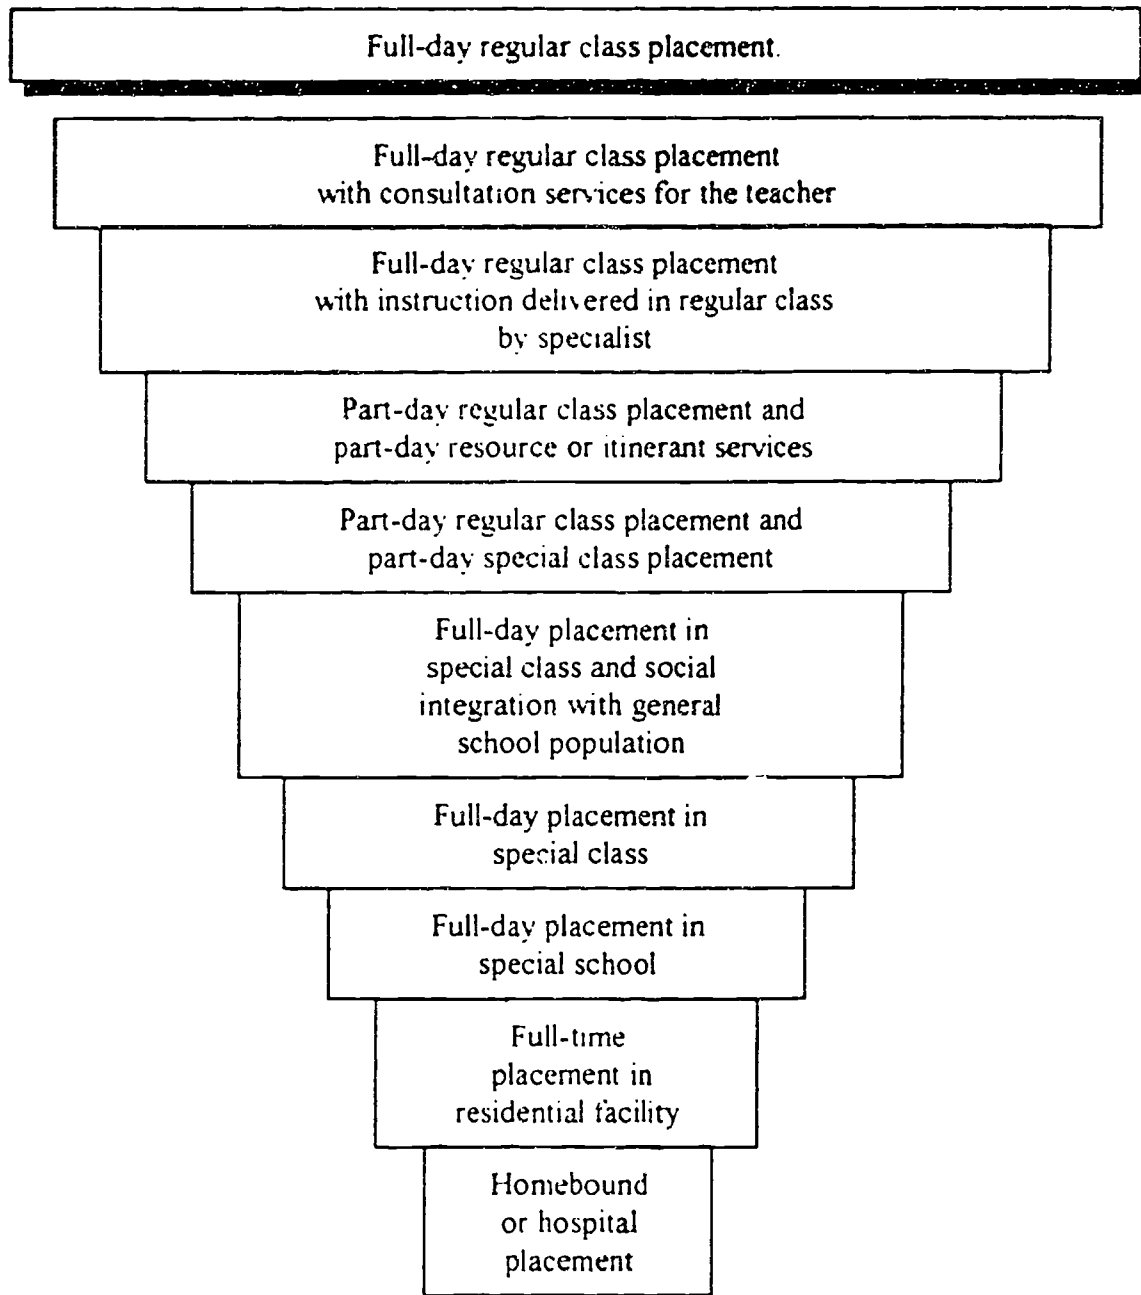 Full-day regular class placement.
Full-day regular class placement
with consultation services for the teacher
Full-day regular class placement
with instruction delivered in regular class
by specialist
Part-day regular class placement and
part-day resource or itinerant services
Part-day regular class placement and
part-day special class placement
Full-day placement in
special class and social
integration with general
school population
Full-day placement in
special class
Full-day placement in
special school
Full-time
placement in
residential facility
Homebound
or hospital
placement